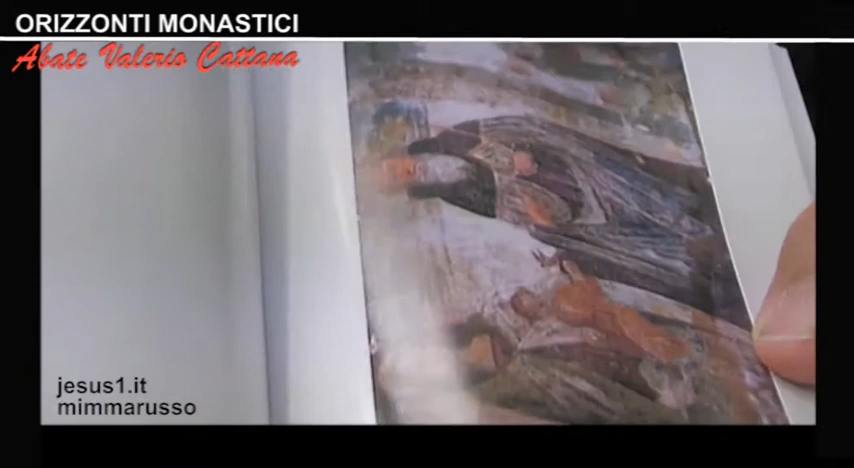 ORIZZONTI MONASTICI
Abate Valerio Cattana
jesus1.it
mimmarusso